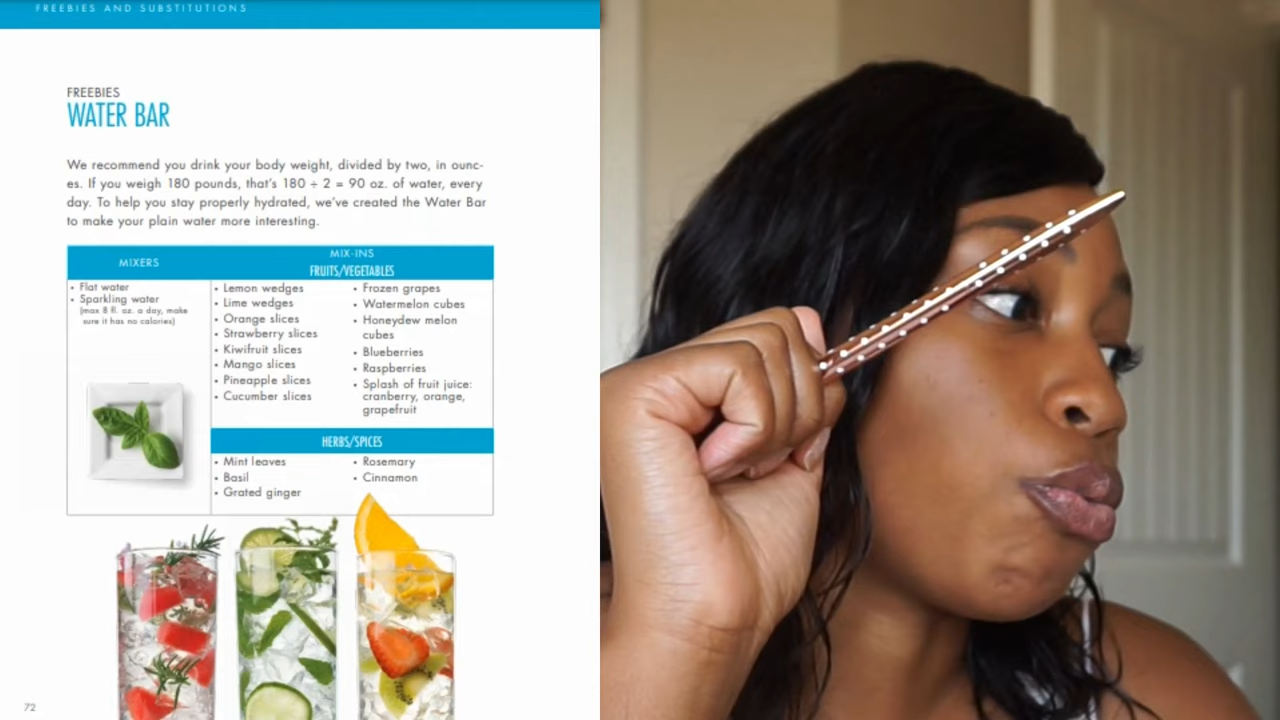 FREEBIES AND SUBSTITUTIONS
FREEBIES
WATER BAR
We recommend you drink your body weight, divided by two, in ounc-
es. If you weigh 180 pounds, that's 180 ÷ 2 = 90 oz. of water, every
day. To help you stay properly hydrated, we've created the Water Bar
to make your plain water more interesting.
MIXERS
• Flat water
• Sparkling water
(max 8 fl. oz. a day, make
sure it has no calories)
MIX-INS
FRUITS/VEGETABLES
• Lemon wedges
• Lime wedges
• Orange slices
• Strawberry slices
• Kiwifruit slices
• Mango slices
• Pineapple slices
• Cucumber slices
• Frozen grapes
• Watermelon cubes
• Honeydew melon
cubes
• Blueberries
• Raspberries
• Splash of fruit juice:
cranberry, orange,
grapefruit
HERBS/SPICES
• Mint leaves
• Basil
• Grated ginger
• Rosemary
• Cinnamon
72